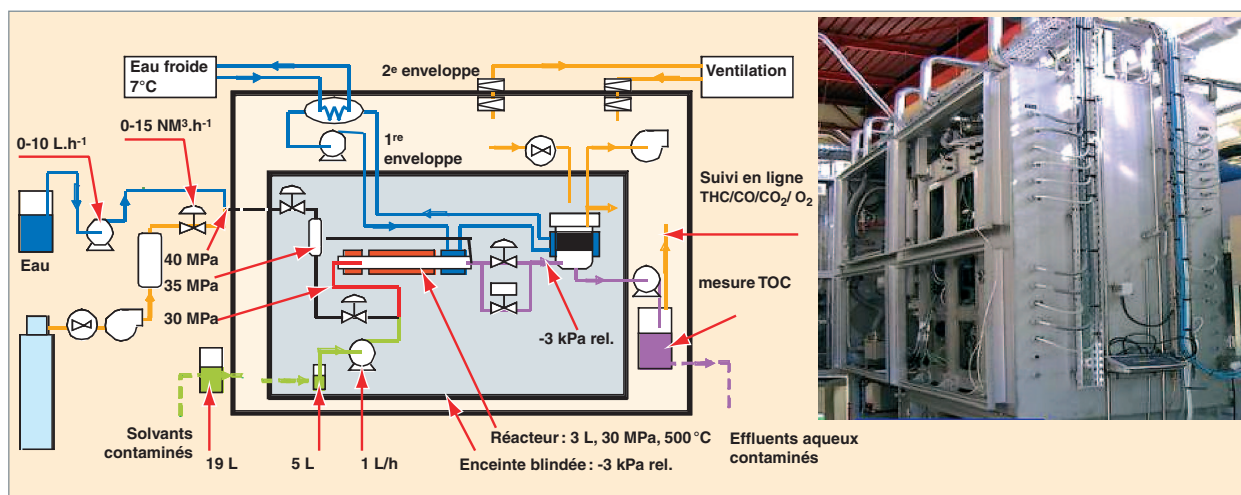 Eau froide
7°C
2e enveloppe
Ventilation
0-15 NM³.h-¹
1re
enveloppe
0-10 L.h-¹
Suivi en ligne
THC/CO/CO₂/ O₂
Eau
40 MPa
35 MPa
mesure TOC
30 MPa
-3 kPa rel.
Solvants
contaminés
Réacteur : 3 L, 30 MPa, 500 °C
Effluents aqueux
contaminés
19 L
5 L
1 L/h
Enceinte blindée : -3 kPa rel.